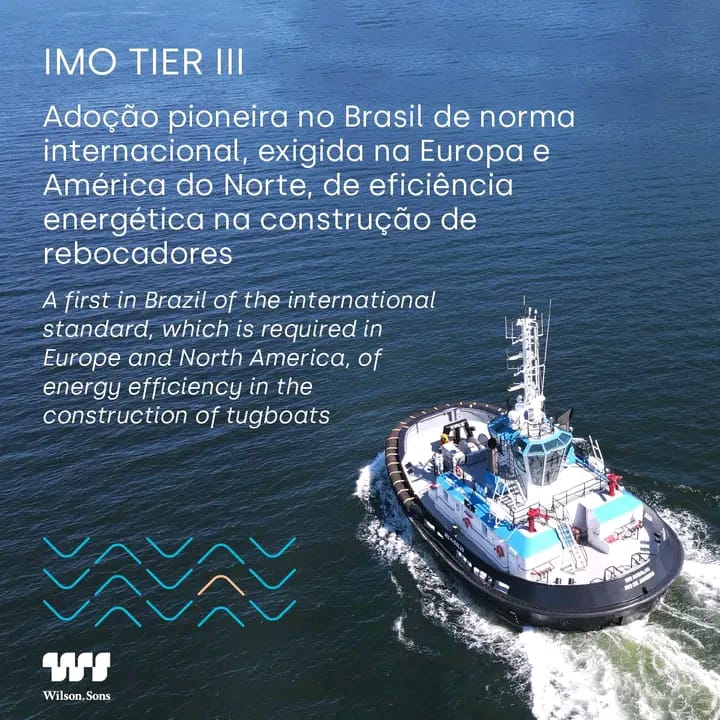 IMO TIER III
Adoção pioneira no Brasil de norma
internacional, exigida na Europa e
América do Norte, de eficiência
energética na construção de
rebocadores
A first in Brazil of the international
standard, which is required in
Europe and North America, of
energy efficiency in the
construction of tugboats
WS
Wilson, Sons